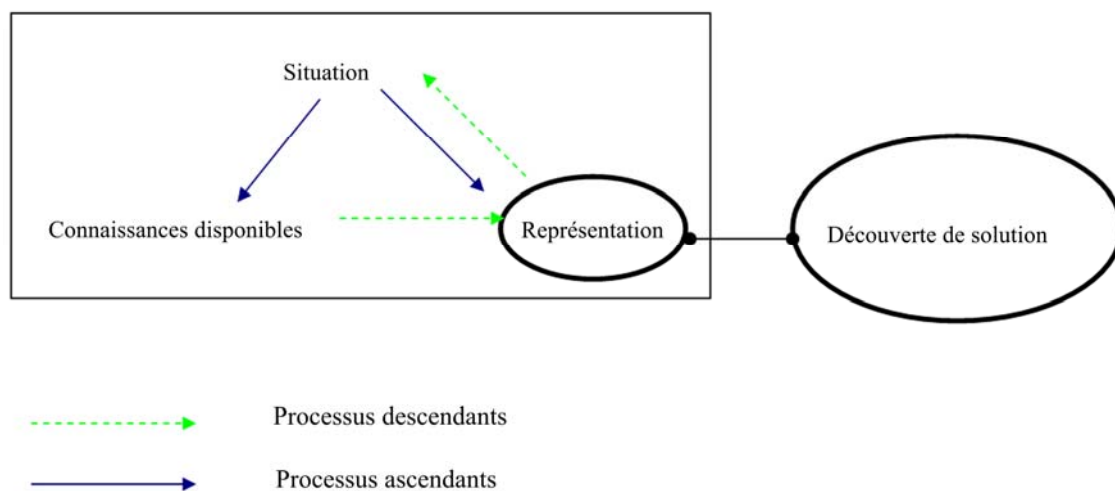 Situation
Connaissances disponibles
Représentation
Découverte de solution
Processus descendants
Processus ascendants